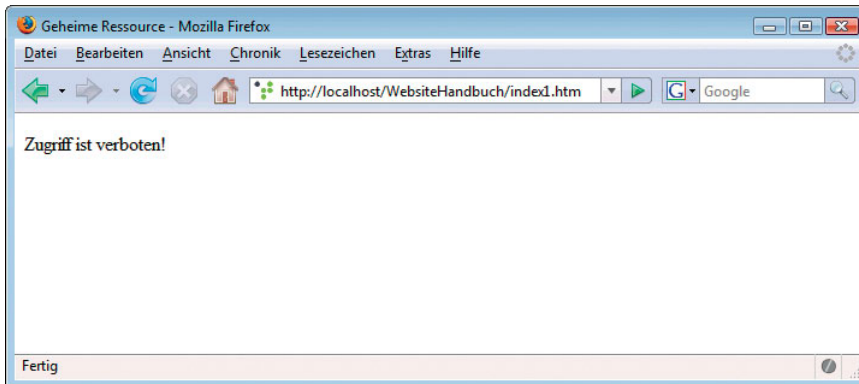 Geheime Ressource - Mozilla Firefox
Datei Bearbeiten Ansicht Chronik Lesezeichen Extras Hilfe
http://localhost/WebsiteHandbuch/index1.htm G Google
Zugriff ist verboten!
Fertig